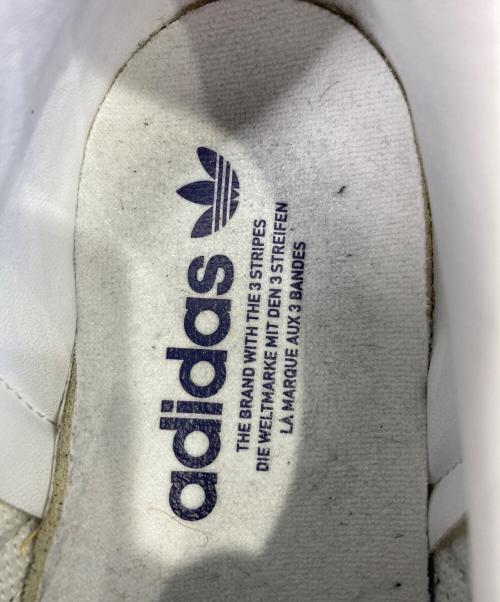 adidas
THE BRAND WITH THE 3 STRIPES
DIE WELTMARKE MIT DEN 3 STREIFEN
LA MARQUE AUX 3 BANDES